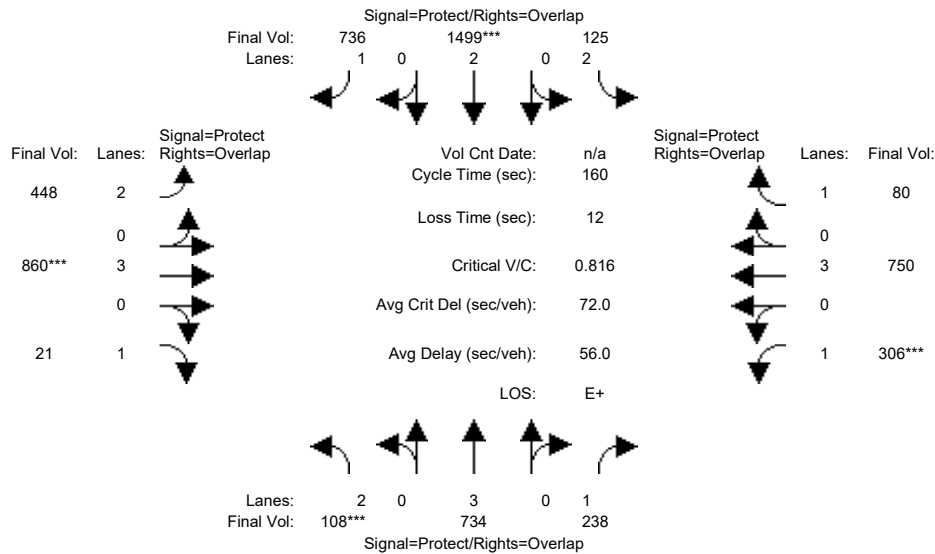 Signal=Protect/Rights=Overlap
Final Vol: 736 1499*** 125
Lanes: 1 0 2 0 2
Signal=Protect Signal=Protect
Final Vol: Lanes: Rights=Overlap Vol Cnt Date: n/a Rights=Overlap Lanes: Final Vol:
Cycle Time (sec): 160
448 2 1 80
Loss Time (sec): 12
0 0
860*** 3 Critical V/C: 0.816 3 750
0 Avg Crit Del (sec/veh): 72.0 0
21 1 Avg Delay (sec/veh): 56.0 1 306***
LOS: E+
Lanes: 2 0 3 0 1
Final Vol: 108*** 734 238
Signal=Protect/Rights=Overlap